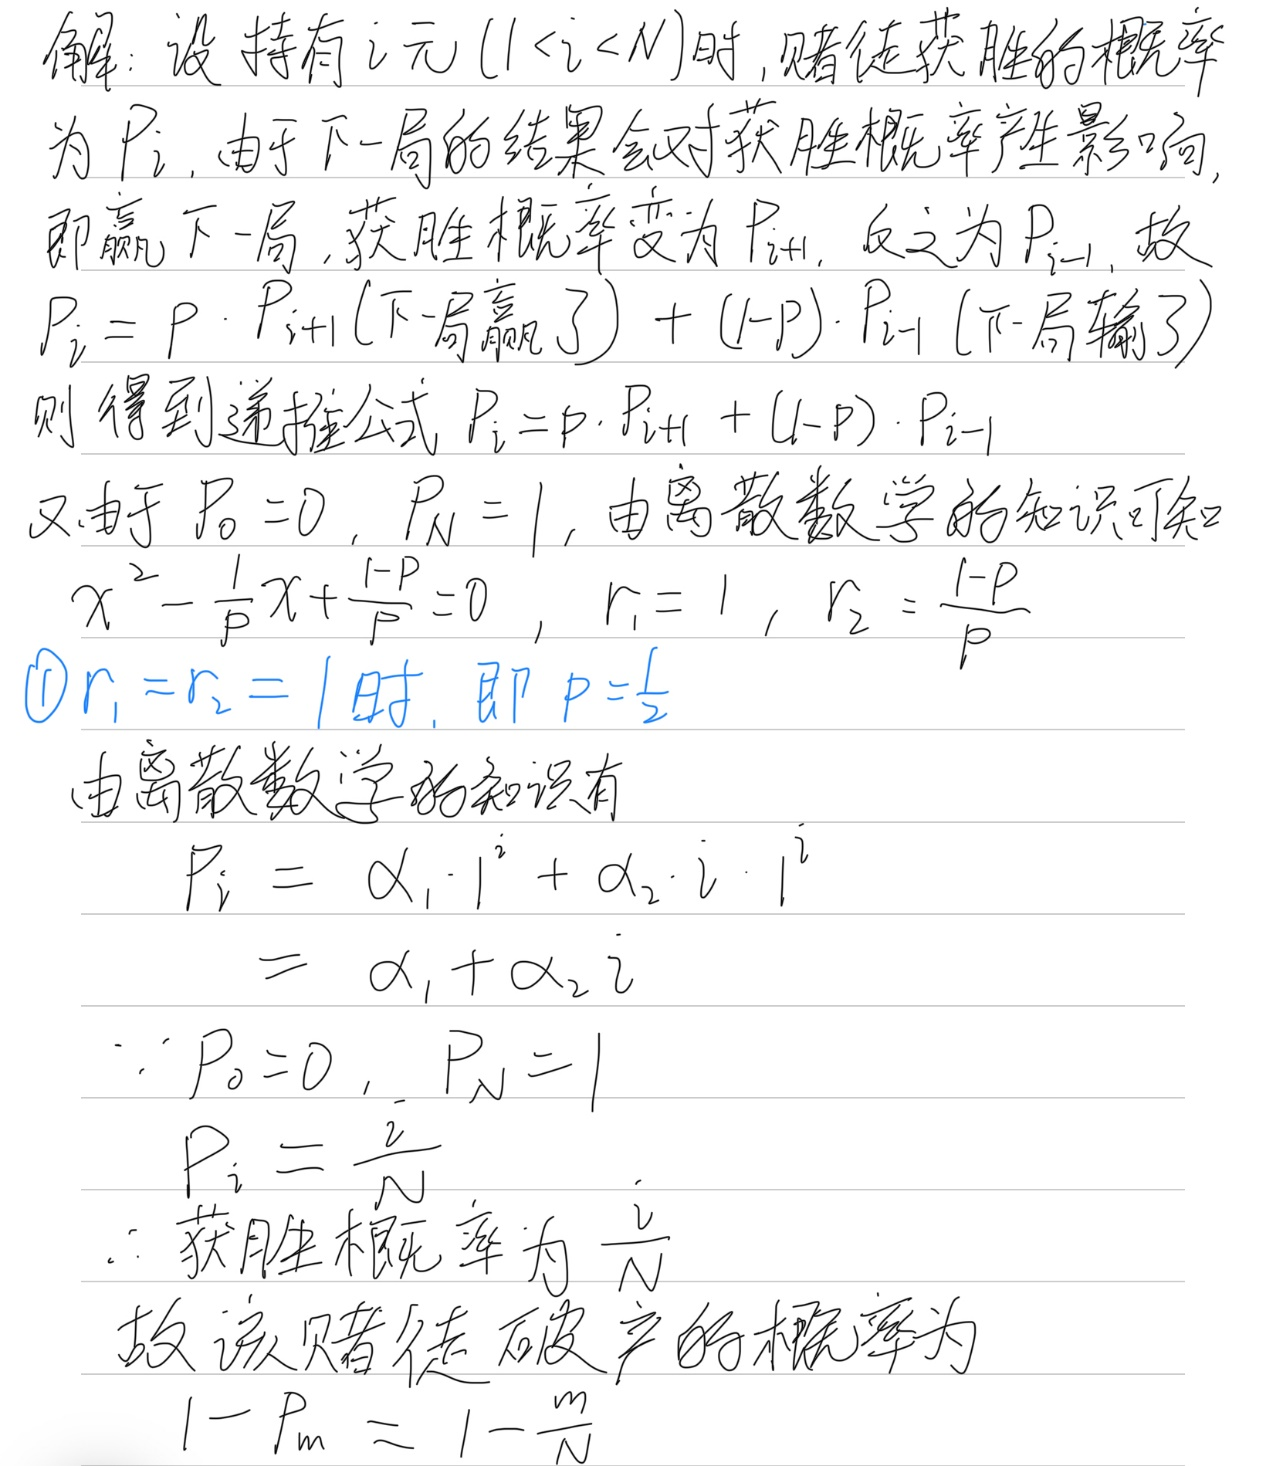 解: 设持有i元(1<i<N)时,赌徒获胜的概率
为Pi, 由于下一局的结果会对获胜概率产生影响,
即赢下一局,获胜概率变为Pi+1, 反之为Pi-1, 故
Pi = p · Pi+1 (下一局赢了) + (1-p) · Pi-1 (下一局输了)
则得到递推公式 Pi = p · Pi+1 + (1-p) · Pi-1
又由于 P0 = 0, PN = 1, 由离散数学的知识可知
x² - 1/p x + (1-p)/p = 0, r1 = 1, r2 = (1-p)/p
① r1 = r2 = 1时, 即 p = 1/2
由离散数学的知识有
Pi = α1 · 1^i + α2 · i · 1^i
= α1 + α2 i
∵ P0 = 0, PN = 1
Pi = i/N
∴ 获胜概率为 i/N
故该赌徒破产的概率为
1 - Pm = 1 - m/N